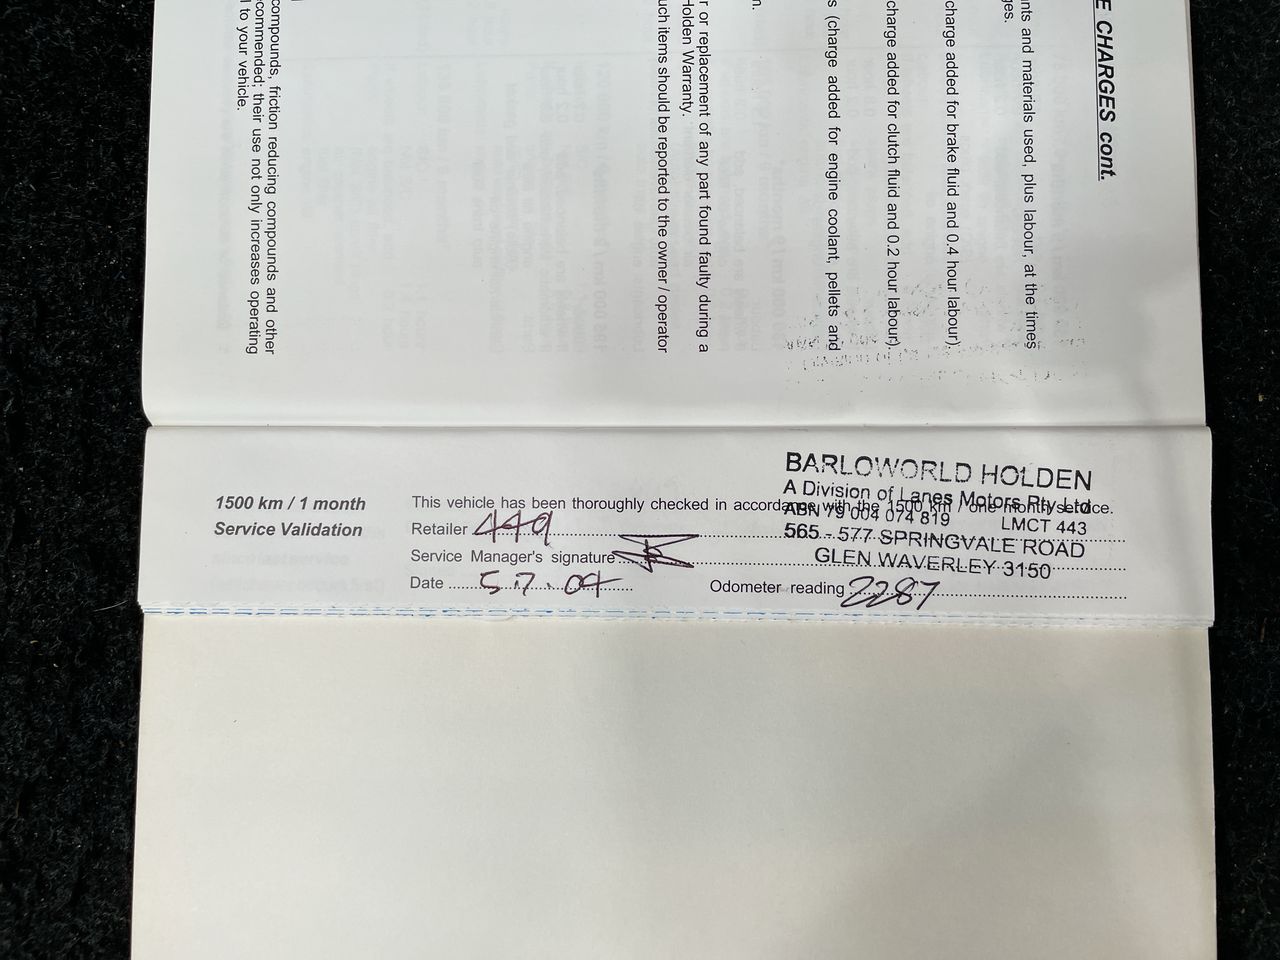 E CHARGES cont.
nts and materials used, plus labour, at the times
ges.
charge added for brake fluid and 0.4 hour labour).
charge added for clutch fluid and 0.2 hour labour).
s (charge added for engine coolant, pellets and
n.
r or replacement of any part found faulty during a
Holden Warranty.
uch items should be reported to the owner / operator
compounds, friction reducing compounds and other
commended; their use not only increases operating
l to your vehicle.
1500 km / 1 month
Service Validation
This vehicle has been thoroughly checked in accordance with the 1500 km / one month service.
Retailer 449
Service Manager's signature
Date 5.7.04
Odometer reading 2287
BARLOWORLD HOLDEN
A Division of Lanes Motors Pty Ltd
ABN 79 004 074 819 LMCT 443
565 - 577 SPRINGVALE ROAD
GLEN WAVERLEY 3150